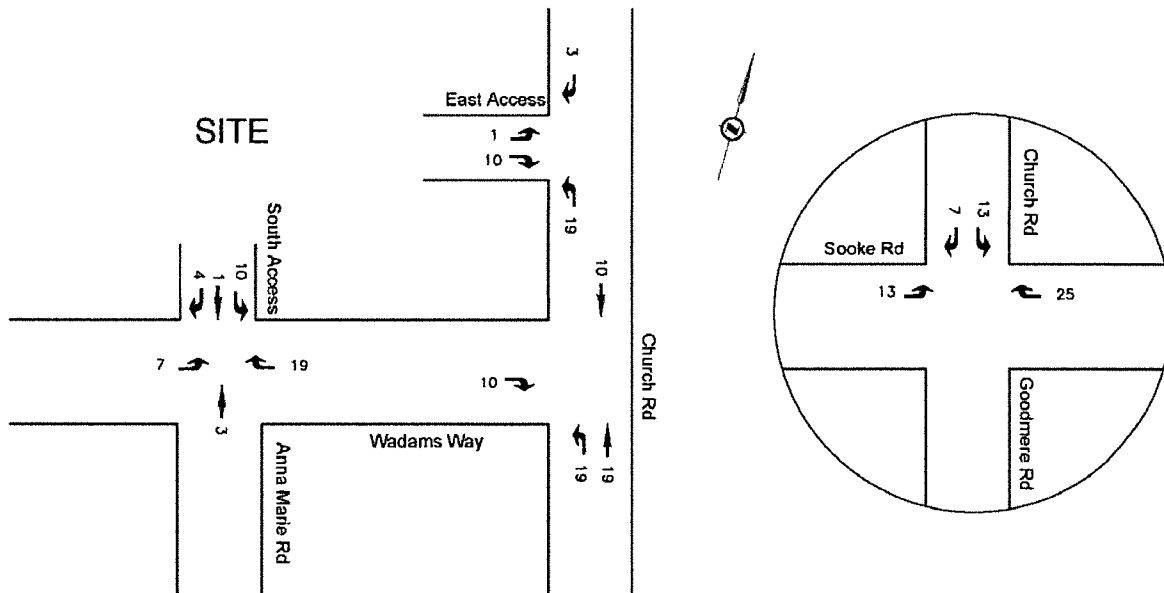 3
East Access
SITE
1
10
19
South Access
4
1
10
10
7
19
3
10
Wadams Way
Anna Marie Rd
19
19
Church Rd
Church Rd
7
13
Sooke Rd
13
25
Goodmere Rd